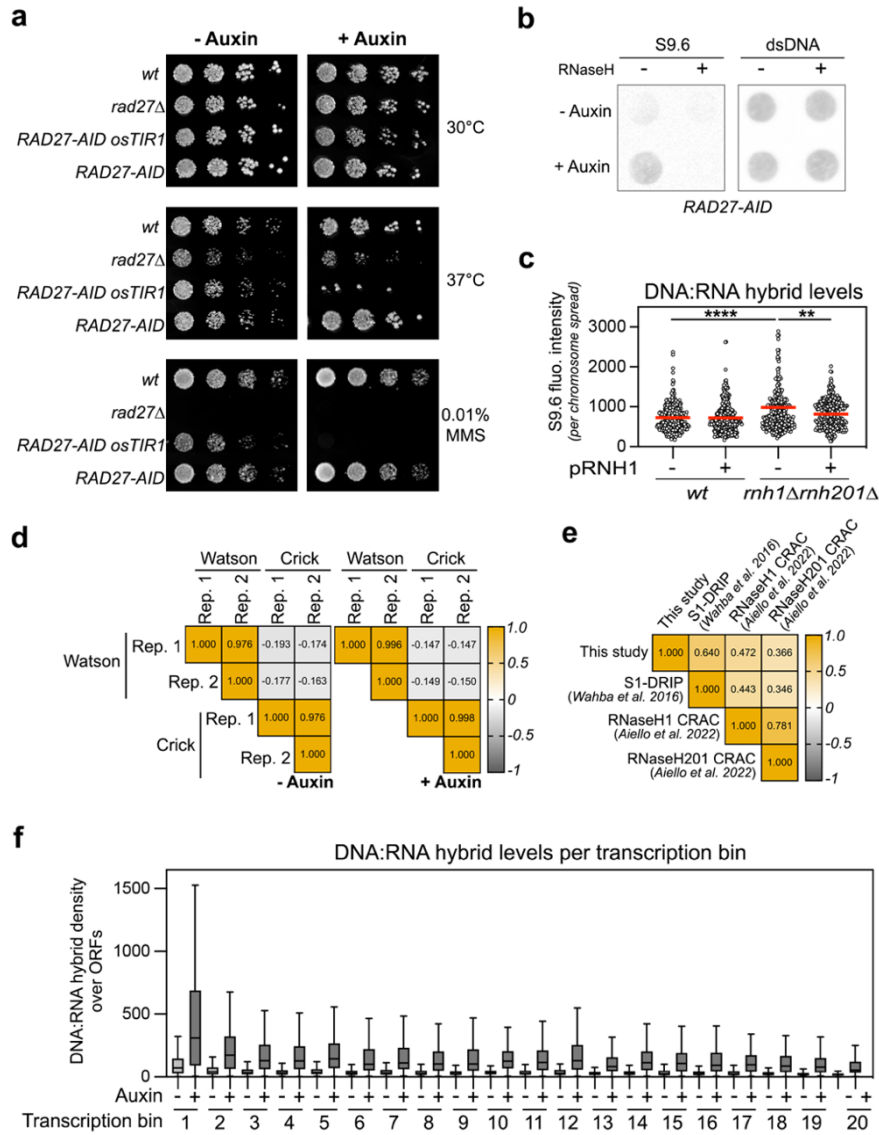 a
- Auxin + Auxin
wt
rad27Δ
RAD27-AID osTIR1
RAD27-AID
30°C
wt
rad27Δ
RAD27-AID osTIR1
RAD27-AID
37°C
wt
rad27Δ
RAD27-AID osTIR1
RAD27-AID
0.01%
MMS
b
S9.6 dsDNA
RNaseH - + - +
- Auxin
+ Auxin
RAD27-AID
c
DNA:RNA hybrid levels
S9.6 fluo. intensity
(per chromosome spread)
3000
2000
1000
0
**** **
pRNH1 - + - +
wt rnh1Δrnh201Δ
d
Watson Crick Watson Crick
Rep. 1 Rep. 2 Rep. 1 Rep. 2 Rep. 1 Rep. 2 Rep. 1 Rep. 2
Watson
Rep. 1 1.000 0.976 -0.193 -0.174 1.000 0.996 -0.147 -0.147
Rep. 2 1.000 -0.177 -0.163 1.000 -0.149 -0.150
Crick
Rep. 1 1.000 0.976 1.000 0.998
Rep. 2 1.000 1.000
- Auxin + Auxin
1.0
0.5
0
-0.5
-1
e
This study
S1-DRIP
(Wahba et al. 2016)
RNaseH1 CRAC
(Aiello et al. 2022)
RNaseH201 CRAC
(Aiello et al. 2022)
This study 1.000 0.640 0.472 0.366
S1-DRIP
(Wahba et al. 2016)
1.000 0.443 0.346
RNaseH1 CRAC
(Aiello et al. 2022)
1.000 0.781
RNaseH201 CRAC
(Aiello et al. 2022)
1.000
1.0
0.5
0
-0.5
-1
f
DNA:RNA hybrid levels per transcription bin
DNA:RNA hybrid density
over ORFs
1500
1000
500
0
Auxin - + - + - + - + - + - + - + - + - + - + - + - + - + - + - + - + - + - + - + - +
Transcription bin 1 2 3 4 5 6 7 8 9 10 11 12 13 14 15 16 17 18 19 20